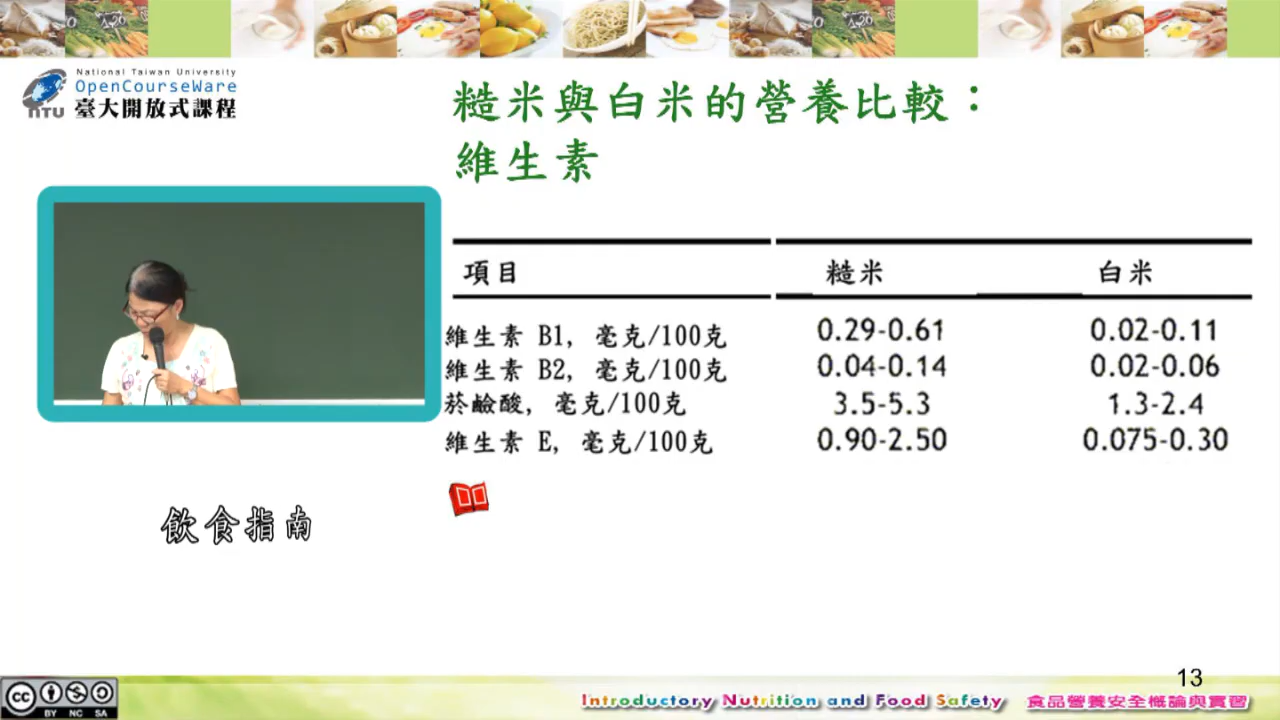 National Taiwan University
OpenCourseWare
臺大開放式課程
NTU
糙米與白米的營養比較：
維生素
項目 糙米 白米
維生素 B1, 毫克/100克 0.29-0.61 0.02-0.11
維生素 B2, 毫克/100克 0.04-0.14 0.02-0.06
菸鹼酸, 毫克/100克 3.5-5.3 1.3-2.4
維生素 E, 毫克/100克 0.90-2.50 0.075-0.30
飲食指南
13
cc BY NC SA
Introductory Nutrition and Food Safety 食品營養安全概論與實習